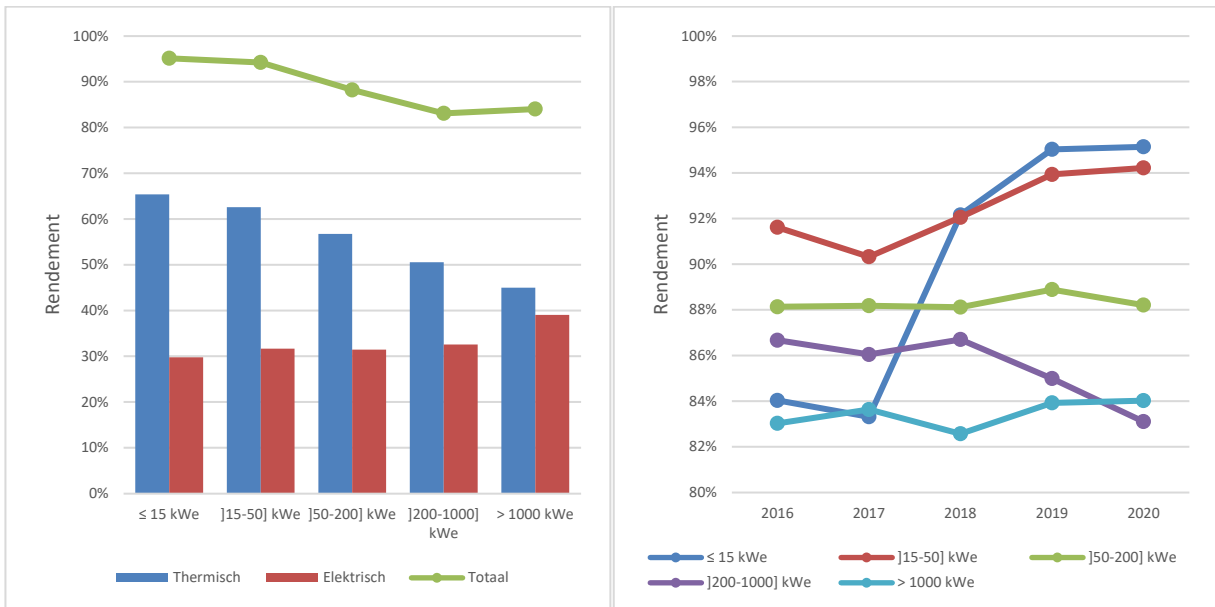 100%
90%
80%
70%
60%
50%
40%
30%
20%
10%
0%
Rendement
≤ 15 kWe
]15-50] kWe
]50-200] kWe
]200-1000]
kWe
> 1000 kWe
Thermisch
Elektrisch
Totaal
100%
98%
96%
94%
92%
90%
88%
86%
84%
82%
80%
Rendement
2016
2017
2018
2019
2020
≤ 15 kWe
]15-50] kWe
]50-200] kWe
]200-1000] kWe
> 1000 kWe